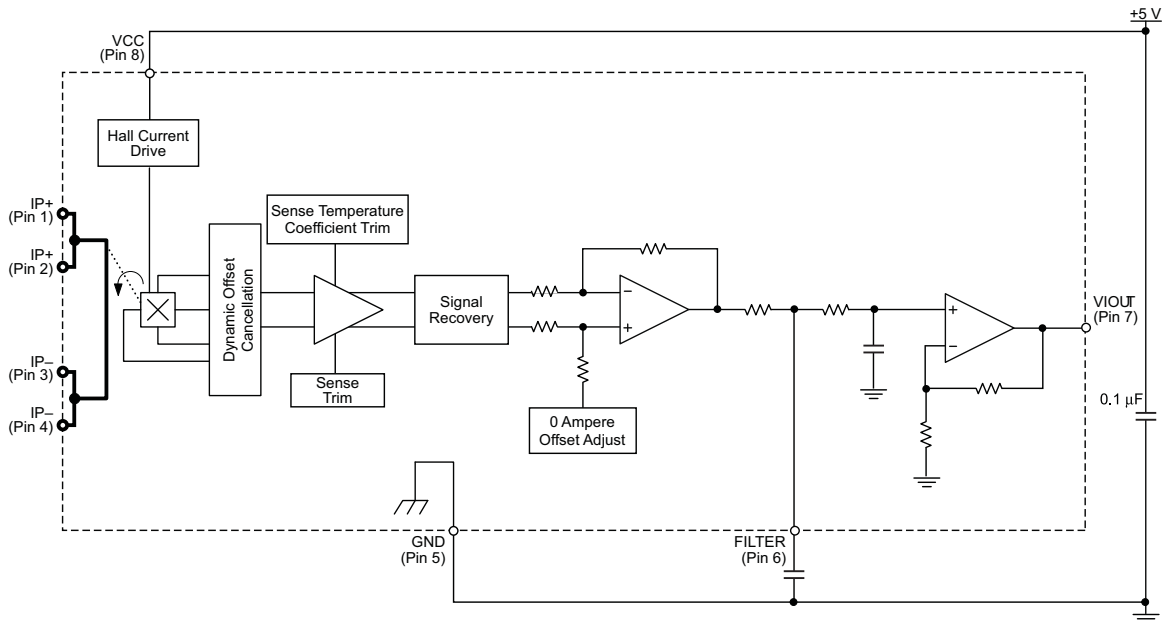 +5 V
VCC
(Pin 8)
Hall Current
Drive
IP+
(Pin 1)
IP+
(Pin 2)
IP–
(Pin 3)
IP–
(Pin 4)
Dynamic Offset
Cancellation
Sense Temperature
Coefficient Trim
Sense
Trim
Signal
Recovery
−
+
0 Ampere
Offset Adjust
+
−
VIOUT
(Pin 7)
0.1 µF
GND
(Pin 5)
FILTER
(Pin 6)